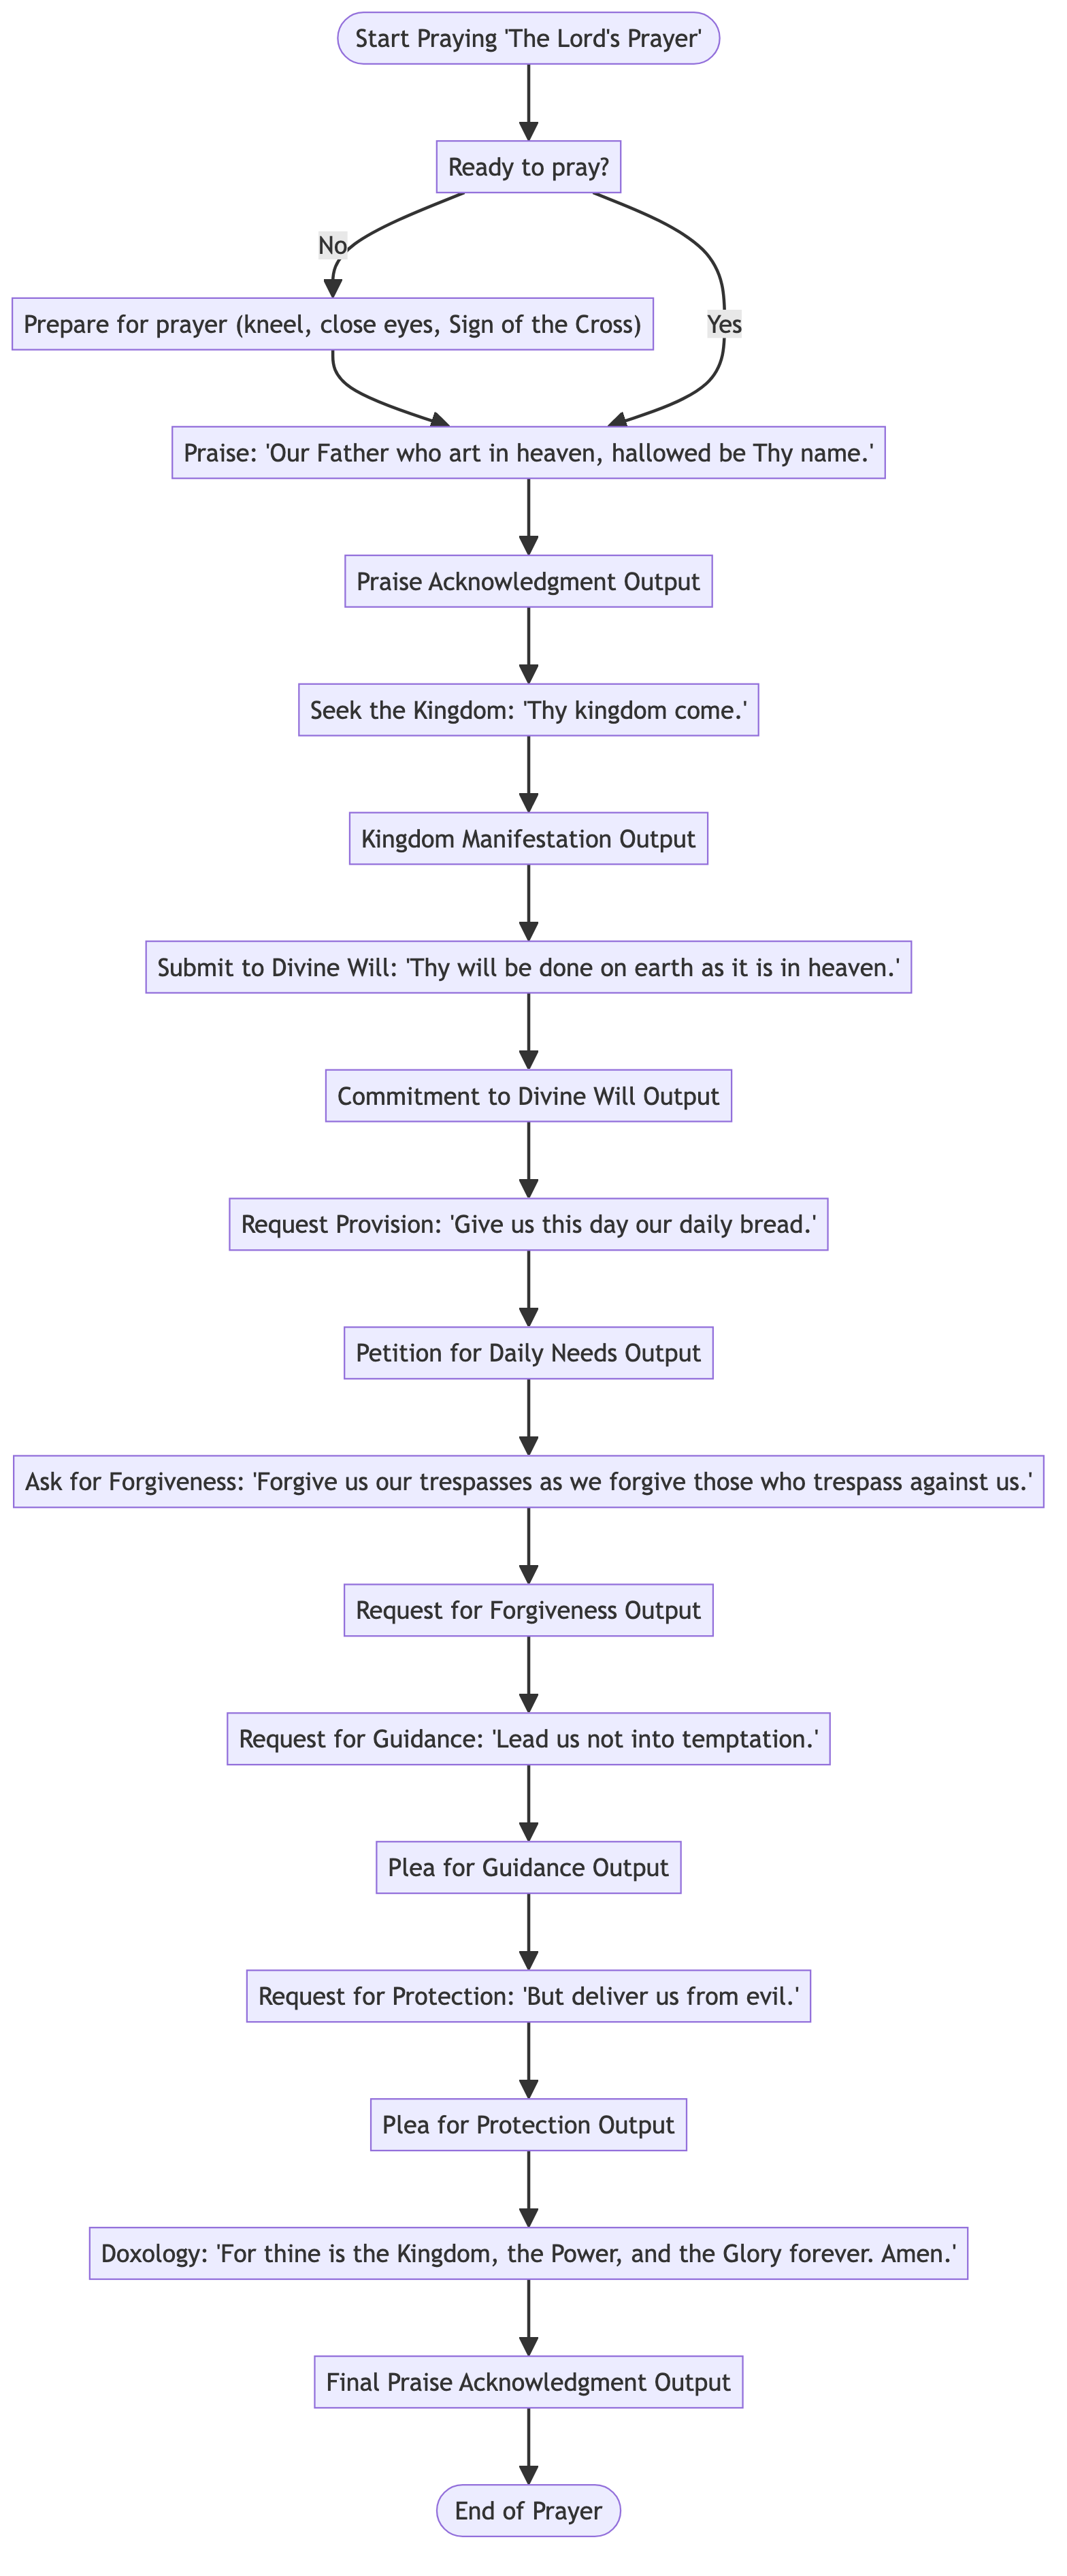 Start Praying 'The Lord's Prayer'
Ready to pray?
No
Prepare for prayer (kneel, close eyes, Sign of the Cross)
Yes
Praise: 'Our Father who art in heaven, hallowed be Thy name.'
Praise Acknowledgment Output
Seek the Kingdom: 'Thy kingdom come.'
Kingdom Manifestation Output
Submit to Divine Will: 'Thy will be done on earth as it is in heaven.'
Commitment to Divine Will Output
Request Provision: 'Give us this day our daily bread.'
Petition for Daily Needs Output
Ask for Forgiveness: 'Forgive us our trespasses as we forgive those who trespass against us.'
Request for Forgiveness Output
Request for Guidance: 'Lead us not into temptation.'
Plea for Guidance Output
Request for Protection: 'But deliver us from evil.'
Plea for Protection Output
Doxology: 'For thine is the Kingdom, the Power, and the Glory forever. Amen.'
Final Praise Acknowledgment Output
End of Prayer